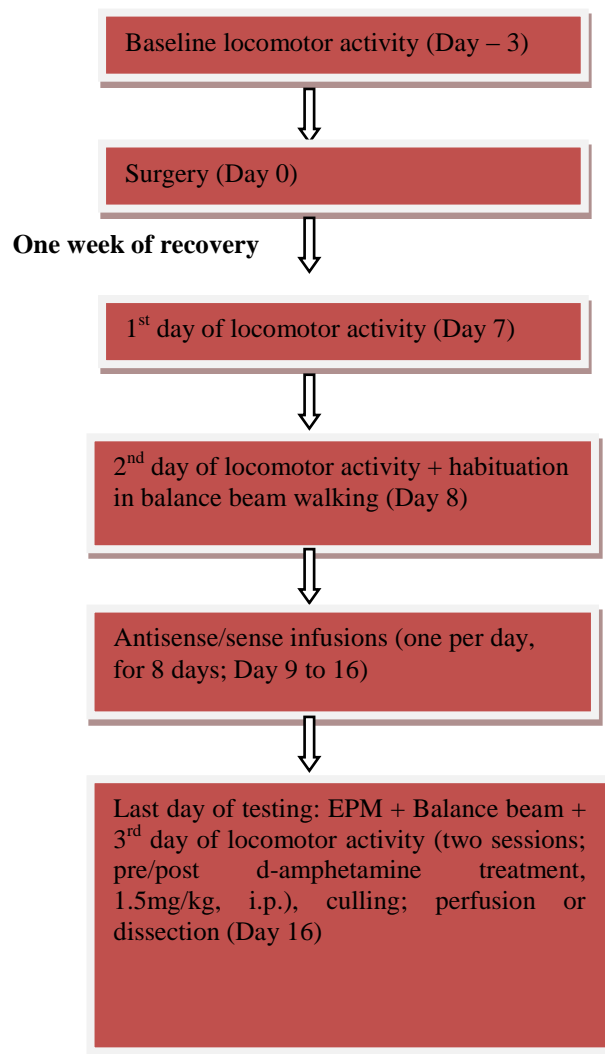 Baseline locomotor activity (Day – 3)
Surgery (Day 0)
One week of recovery
1st day of locomotor activity (Day 7)
2nd day of locomotor activity + habituation
in balance beam walking (Day 8)
Antisense/sense infusions (one per day,
for 8 days; Day 9 to 16)
Last day of testing: EPM + Balance beam +
3rd day of locomotor activity (two sessions;
pre/post d-amphetamine treatment,
1.5mg/kg, i.p.), culling; perfusion or
dissection (Day 16)